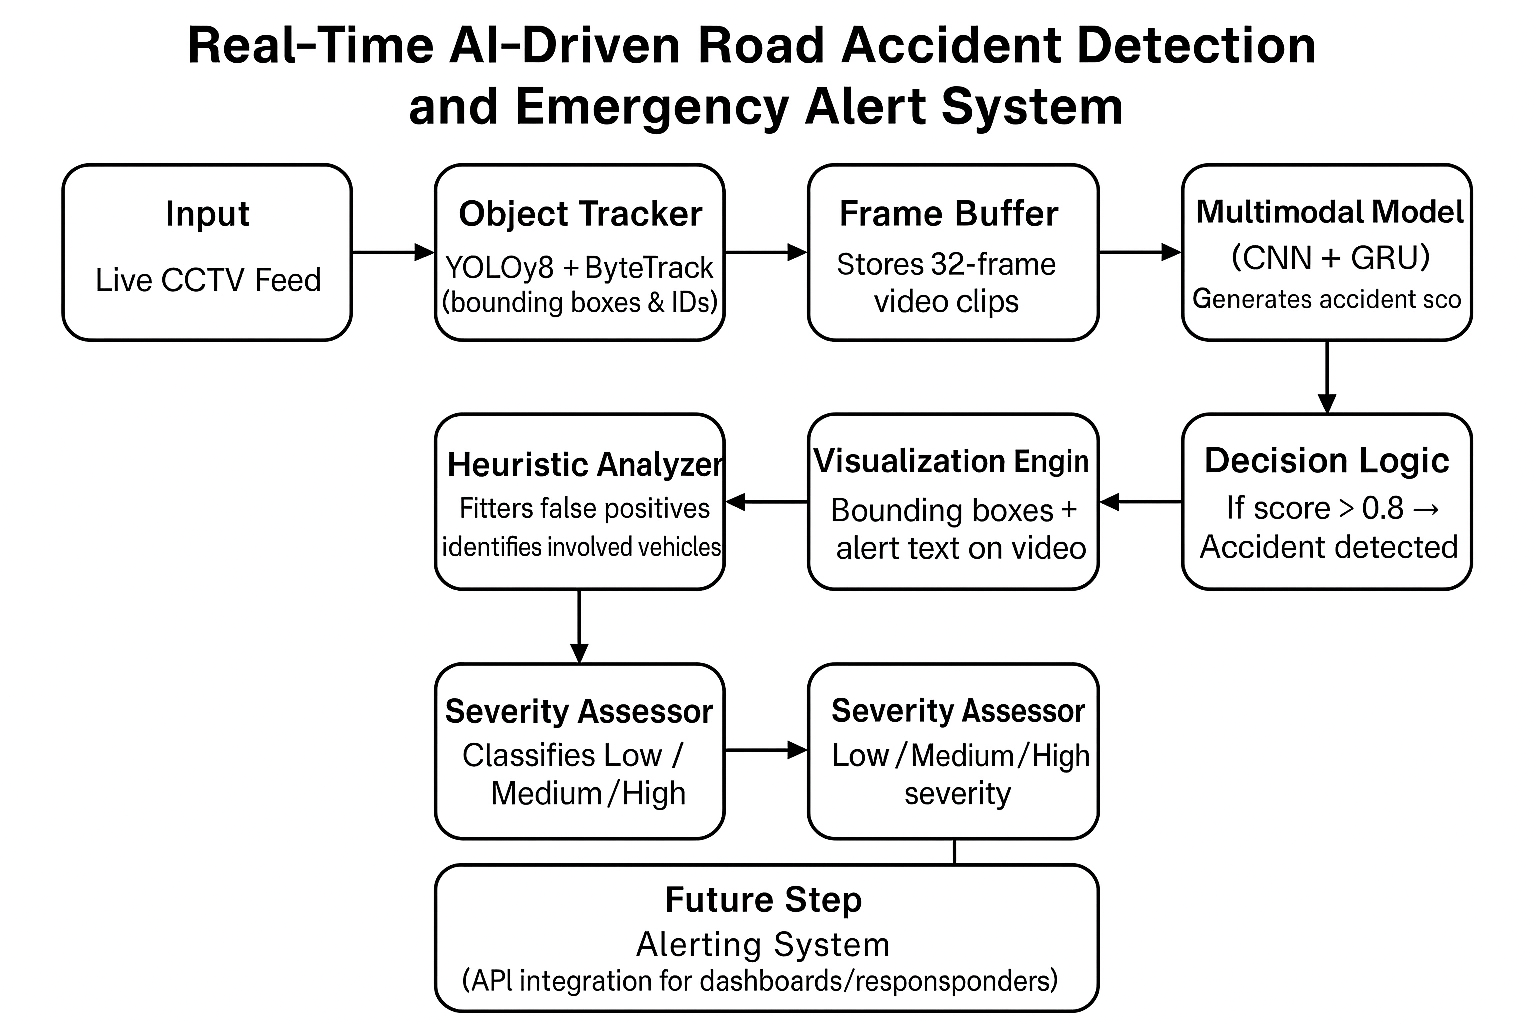 Real-Time AI-Driven Road Accident Detection
and Emergency Alert System
Input
Live CCTV Feed
Object Tracker
YOLOy8 + ByteTrack
(bounding boxes & IDs)
Frame Buffer
Stores 32-frame
video clips
Multimodal Model
(CNN + GRU)
Generates accident sco
Decision Logic
If score > 0.8 →
Accident detected
Visualization Engin
Bounding boxes +
alert text on video
Heuristic Analyzer
Fitters false positives
identifies involved vehicles
Severity Assessor
Classifies Low /
Medium/High
Severity Assessor
Low/Medium/High
severity
Future Step
Alerting System
(API integration for dashboards/responsponders)